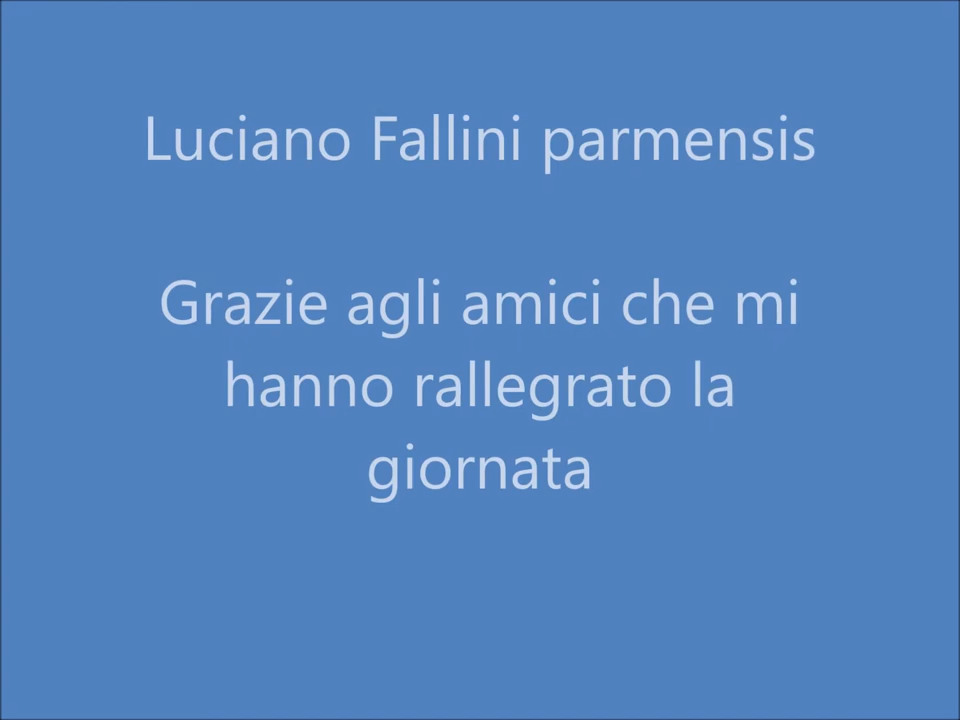 Luciano Fallini parmensis
Grazie agli amici che mi
hanno rallegrato la
giornata